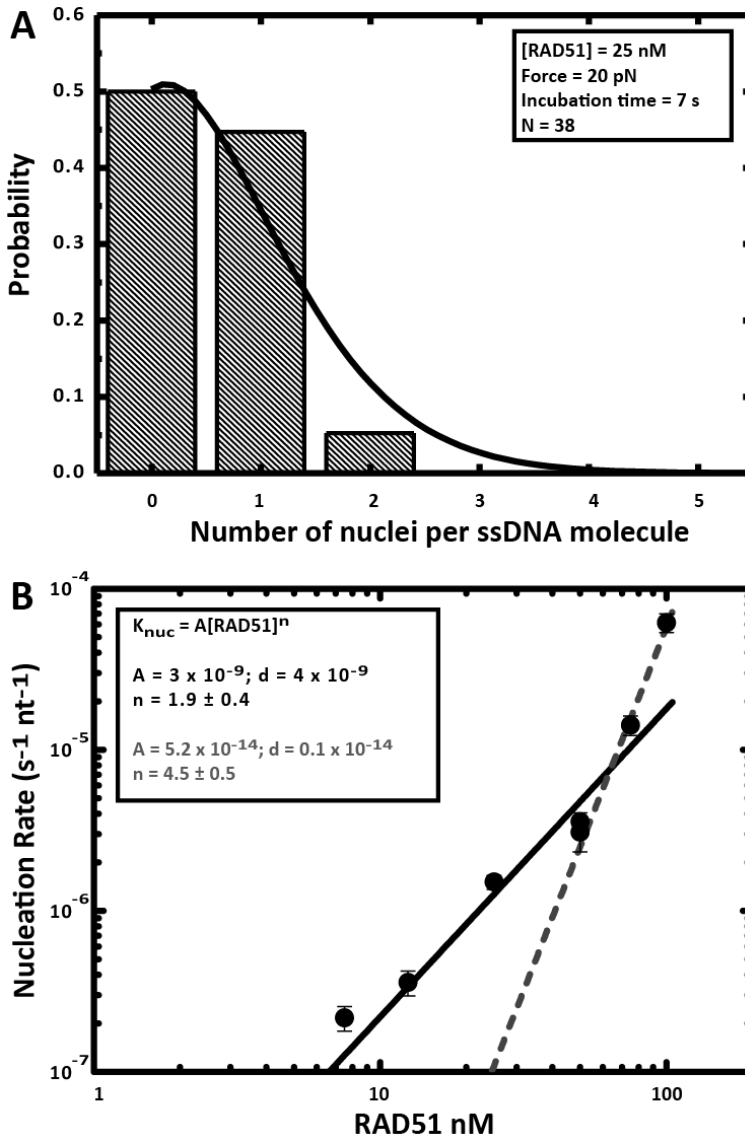 A
0.6
0.5
0.4
0.3
0.2
0.1
0.0
Probability
[RAD51] = 25 nM
Force = 20 pN
Incubation time = 7 s
N = 38
0 1 2 3 4 5
Number of nuclei per ssDNA molecule
B
10⁻⁴
10⁻⁵
10⁻⁶
10⁻⁷
Nucleation Rate (s⁻¹ nt⁻¹)
Kₙᵤc = A[RAD51]ⁿ
A = 3 x 10⁻⁹; d = 4 x 10⁻⁹
n = 1.9 ± 0.4
A = 5.2 x 10⁻¹⁴; d = 0.1 x 10⁻¹⁴
n = 4.5 ± 0.5
1 10 100
RAD51 nM